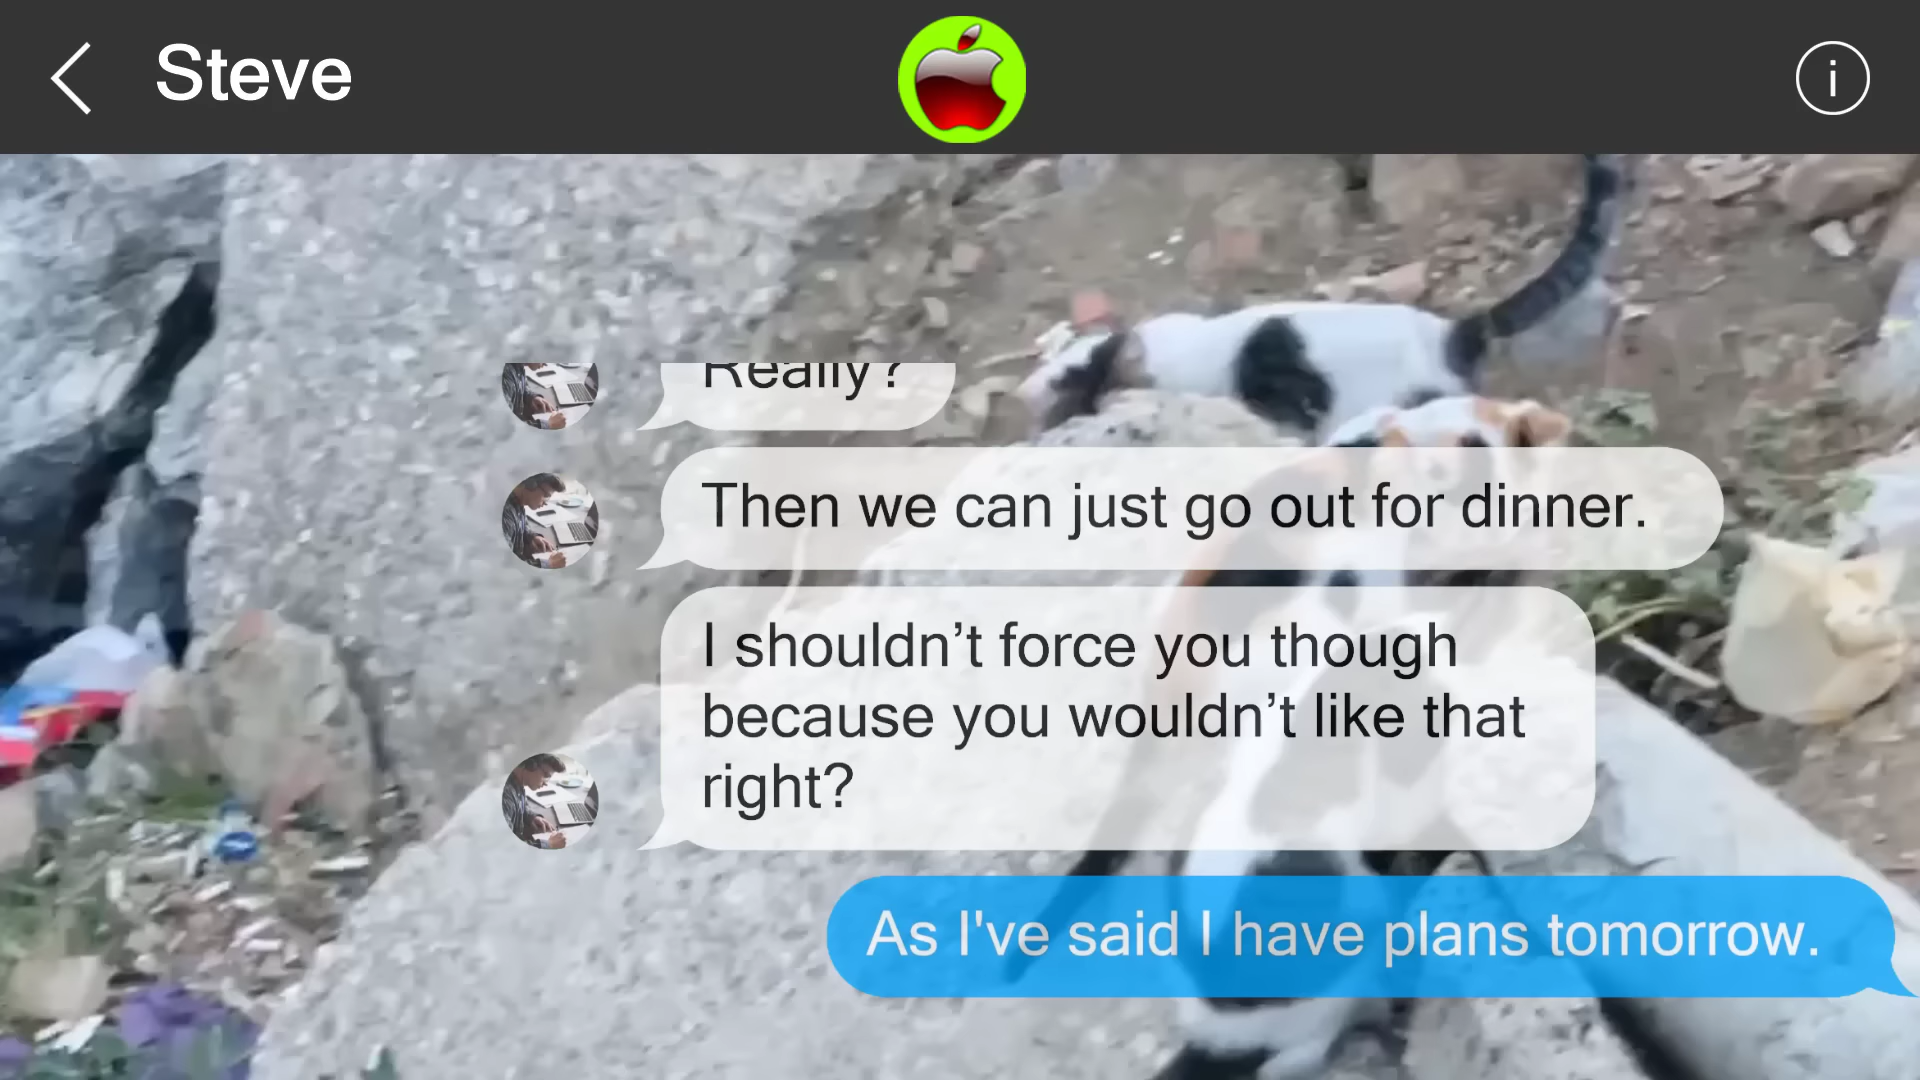 Steve
i
Really?
Then we can just go out for dinner.
I shouldn’t force you though
because you wouldn’t like that
right?
As I've said I have plans tomorrow.